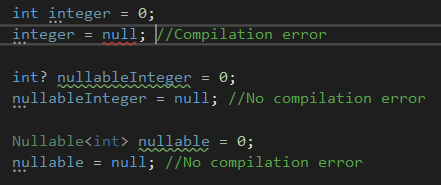 int integer = 0;
integer = null; //Compilation error
int? nullableInteger = 0;
nullableInteger = null; //No compilation error
Nullable<int> nullable = 0;
nullable = null; //No compilation error